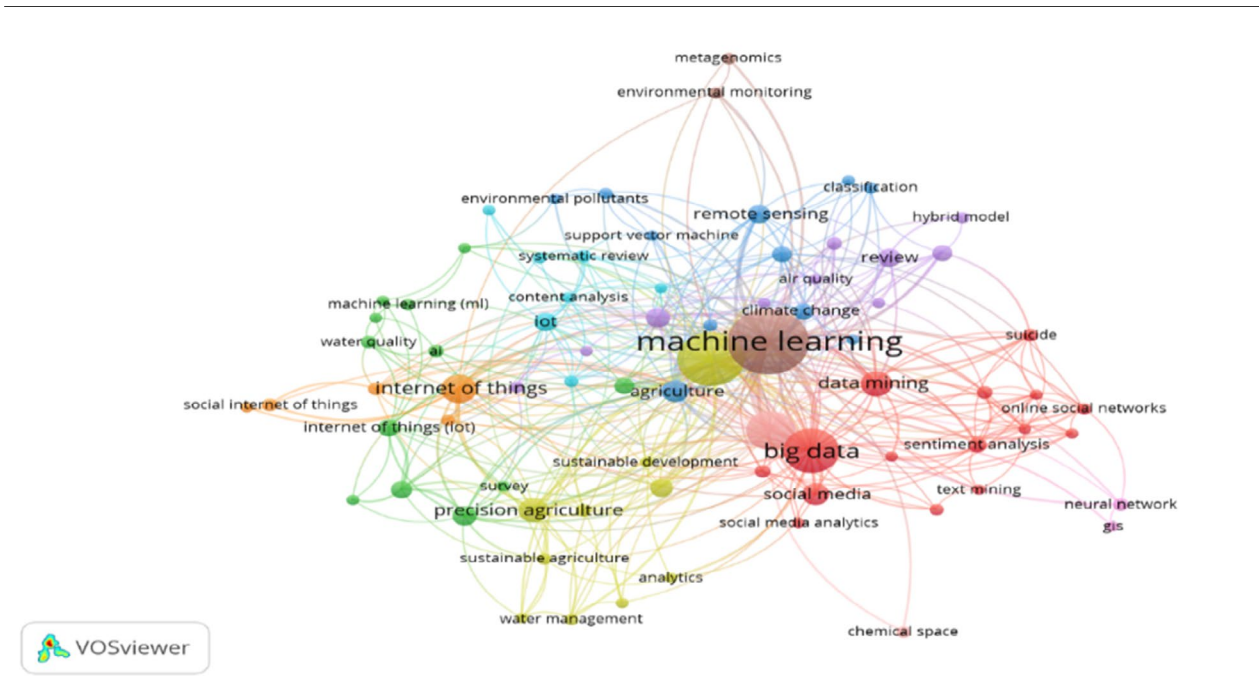 metagenomics
environmental monitoring
classification
environmental pollutants
remote sensing
hybrid model
support vector machine
systematic review
review
air quality
content analysis
machine learning (ml)
climate change
iot
suicide
water quality
machine learning
ai
data mining
internet of things
agriculture
social internet of things
online social networks
internet of things (iot)
sentiment analysis
big data
sustainable development
survey
text mining
social media
neural network
precision agriculture
social media analytics
gis
sustainable agriculture
analytics
water management
chemical space
VOSviewer